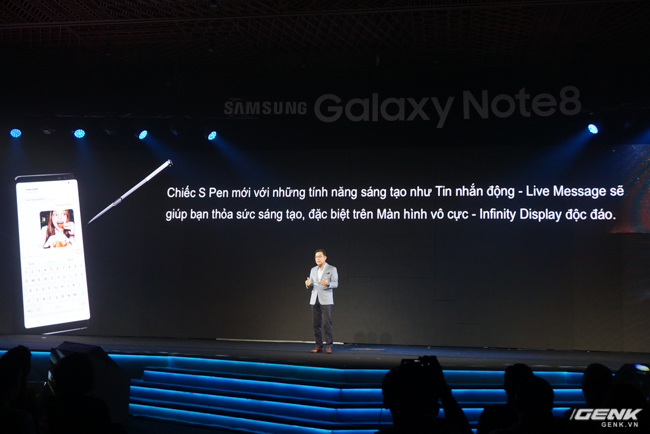 SAMSUNG Galaxy Note8
Chiếc S Pen mới với những tính năng sáng tạo như Tin nhắn động - Live Message sẽ
giúp bạn thỏa sức sáng tạo, đặc biệt trên Màn hình vô cực - Infinity Display độc đáo.
GENK
GENK.VN